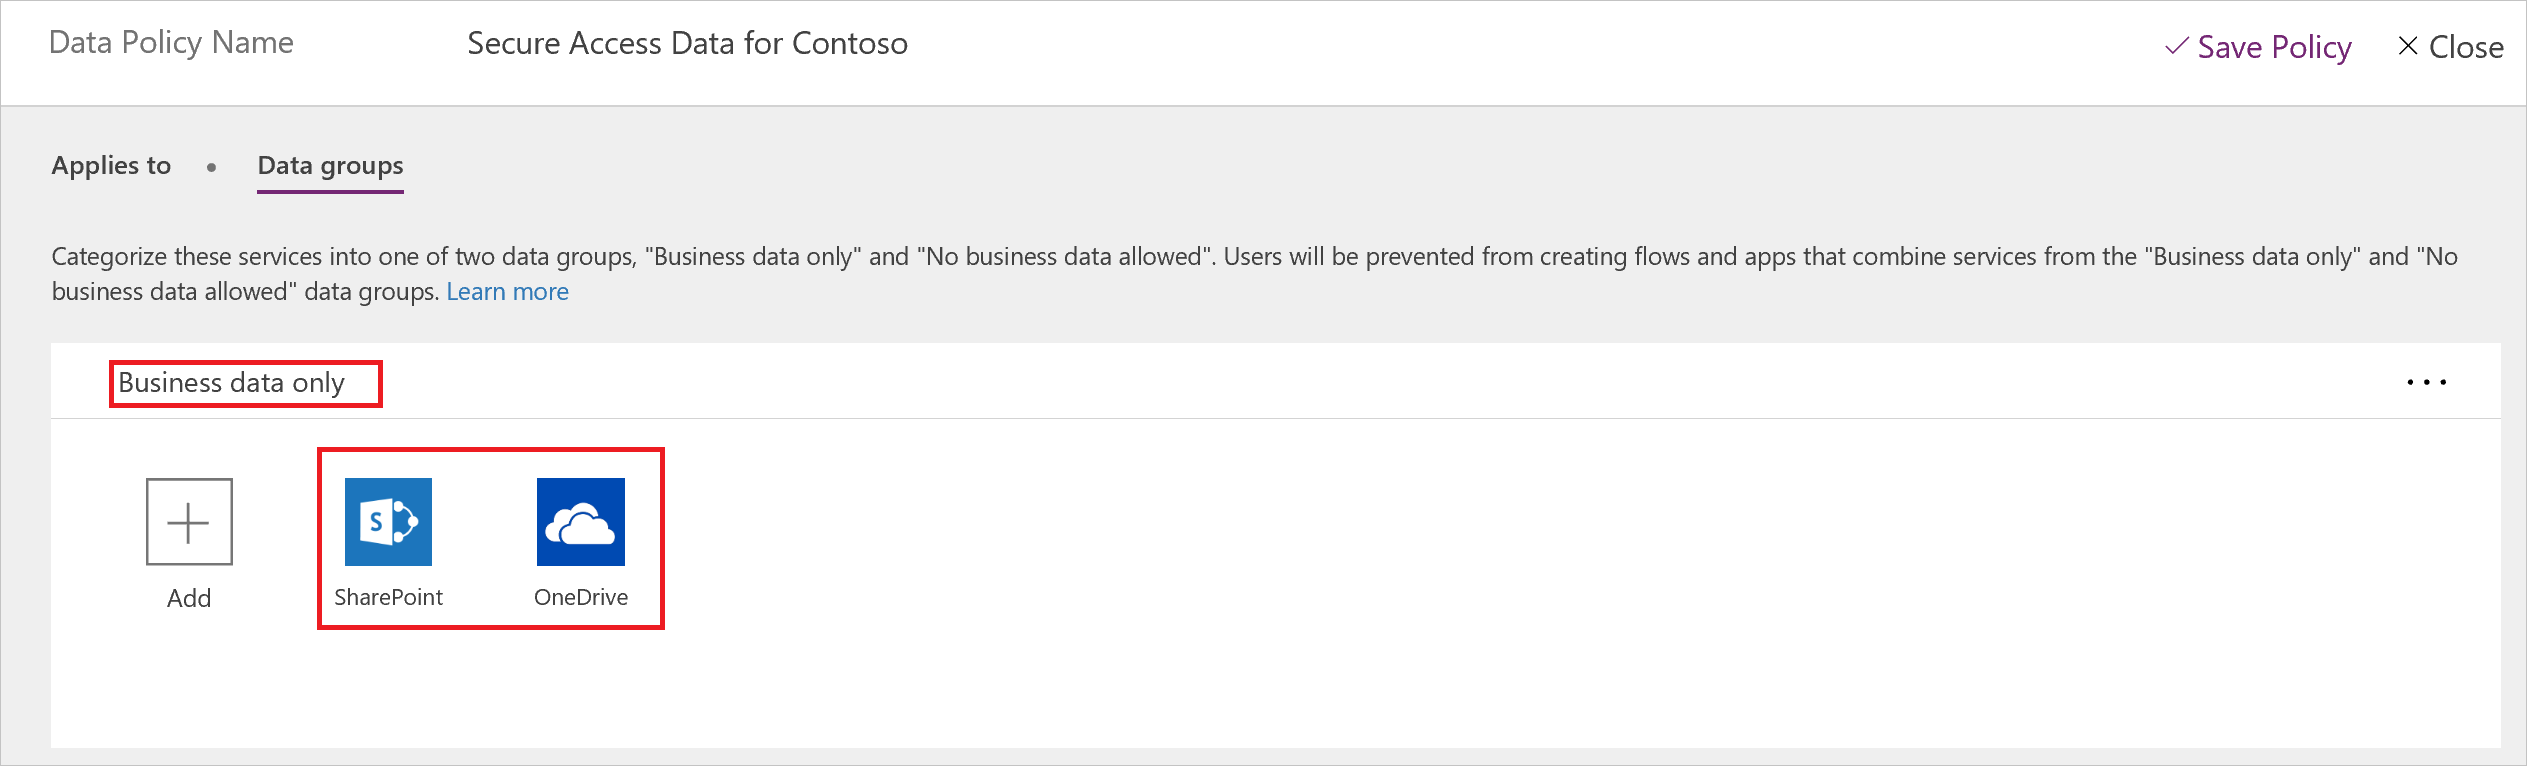 Data Policy Name Secure Access Data for Contoso Save Policy Close
Applies to • Data groups
Categorize these services into one of two data groups, "Business data only" and "No business data allowed". Users will be prevented from creating flows and apps that combine services from the "Business data only" and "No
business data allowed" data groups. Learn more
Business data only
S
Add SharePoint OneDrive